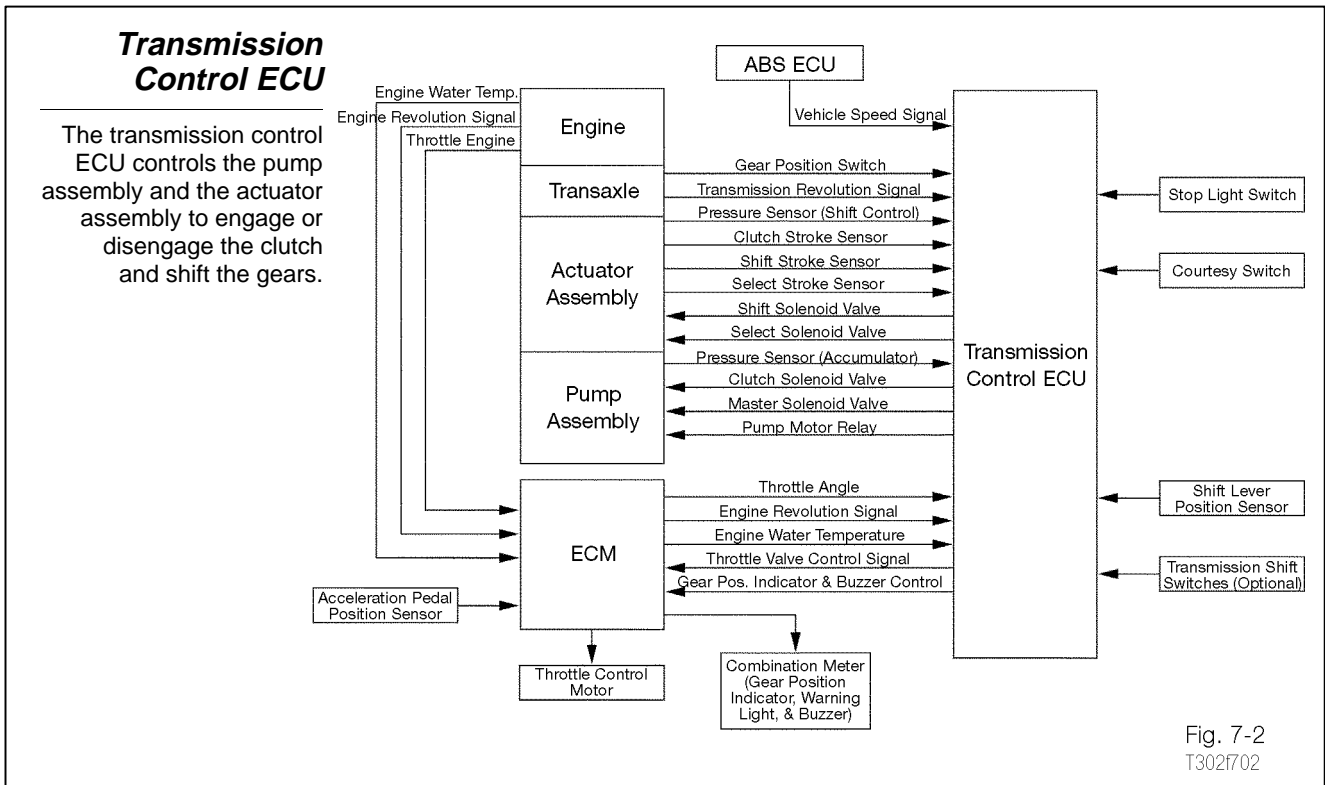 Transmission
Control ECU
The transmission control
ECU controls the pump
assembly and the actuator
assembly to engage or
disengage the clutch
and shift the gears.
ABS ECU
Vehicle Speed Signal
Engine Water Temp.
Engine Revolution Signal
Throttle Engine
Engine
Transaxle
Actuator
Assembly
Pump
Assembly
Gear Position Switch
Transmission Revolution Signal
Pressure Sensor (Shift Control)
Clutch Stroke Sensor
Shift Stroke Sensor
Select Stroke Sensor
Shift Solenoid Valve
Select Solenoid Valve
Pressure Sensor (Accumulator)
Clutch Solenoid Valve
Master Solenoid Valve
Pump Motor Relay
Transmission
Control ECU
Stop Light Switch
Courtesy Switch
Shift Lever
Position Sensor
Transmission Shift
Switches (Optional)
ECM
Throttle Angle
Engine Revolution Signal
Engine Water Temperature
Throttle Valve Control Signal
Gear Pos. Indicator & Buzzer Control
Acceleration Pedal
Position Sensor
Throttle Control
Motor
Combination Meter
(Gear Position
Indicator, Warning
Light, & Buzzer)
Fig. 7-2
T302f702